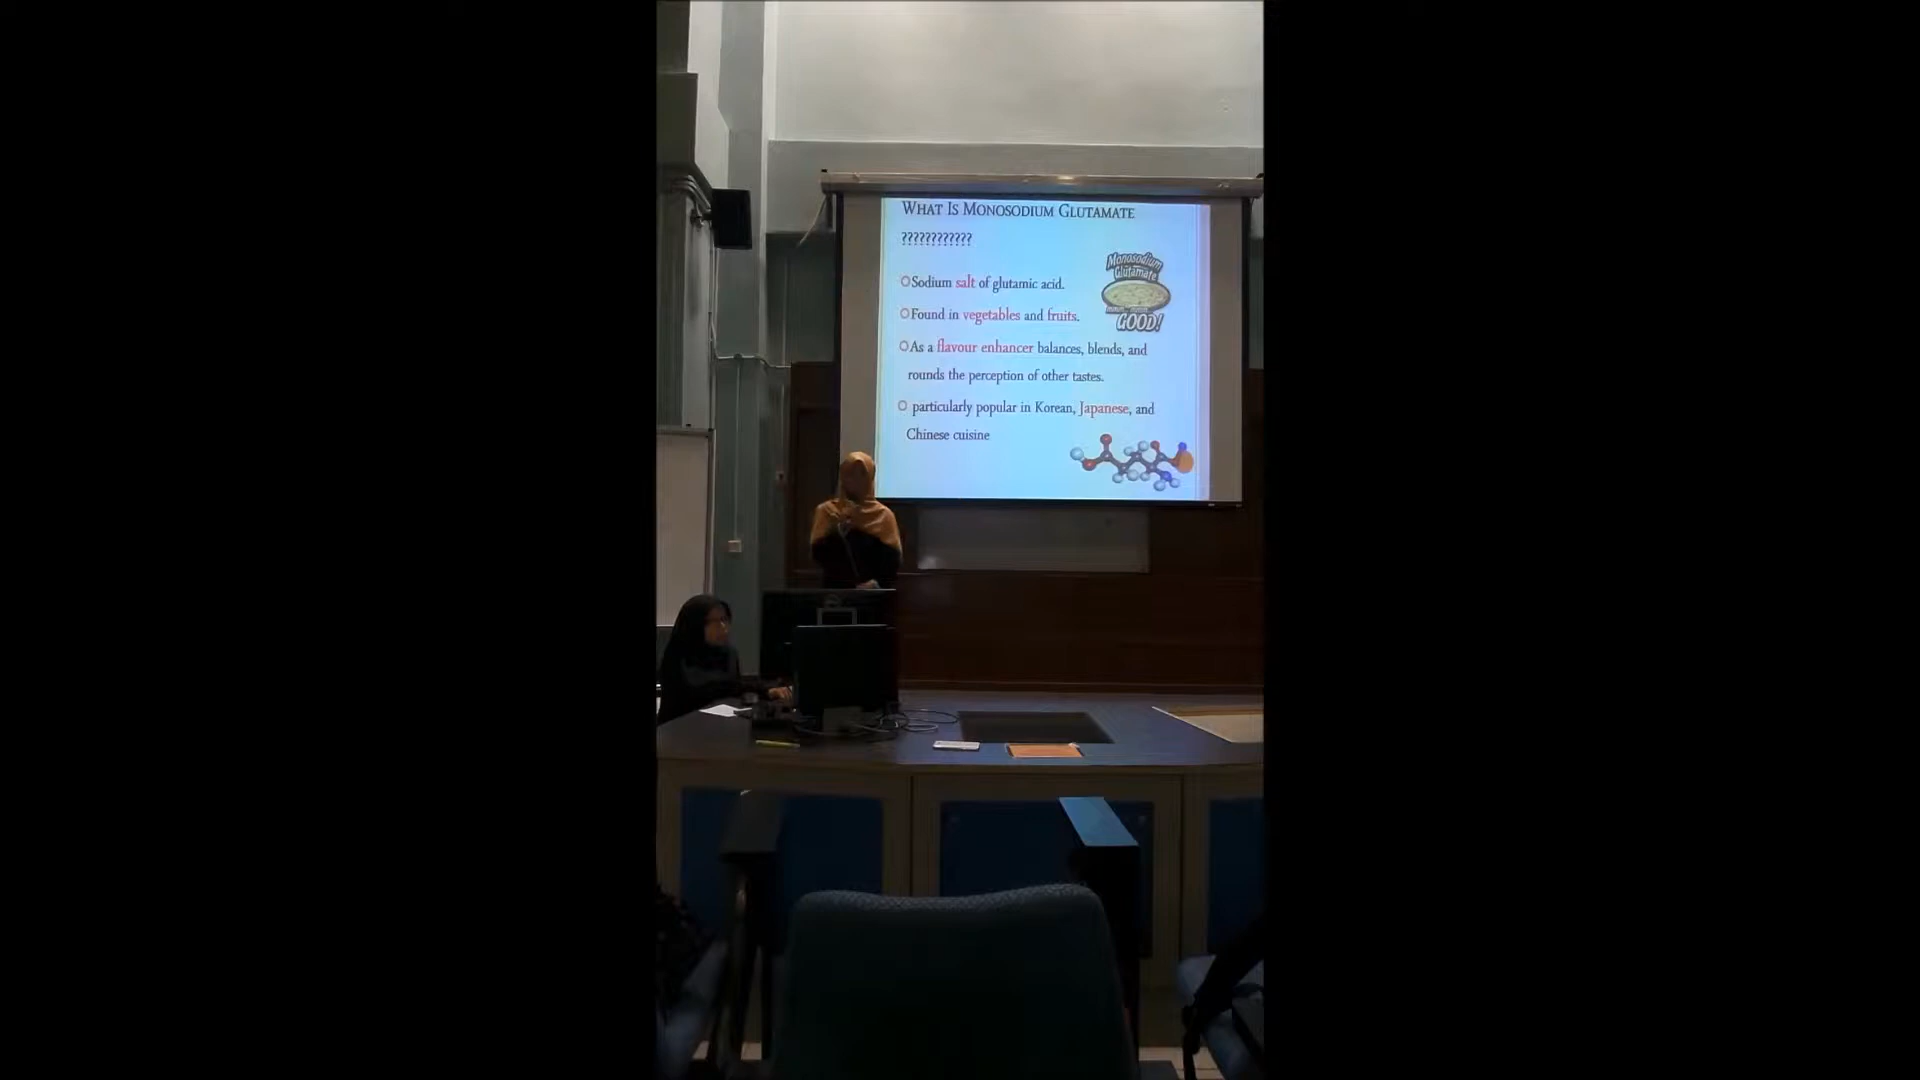 WHAT IS MONOSODIUM GLUTAMATE
????????????
Sodium salt of glutamic acid.
Found in vegetables and fruits.
As a flavour enhancer balances, blends, and
rounds the perception of other tastes.
particularly popular in Korean, Japanese, and
Chinese cuisine
Monosodium
Glutamate
GOOD!